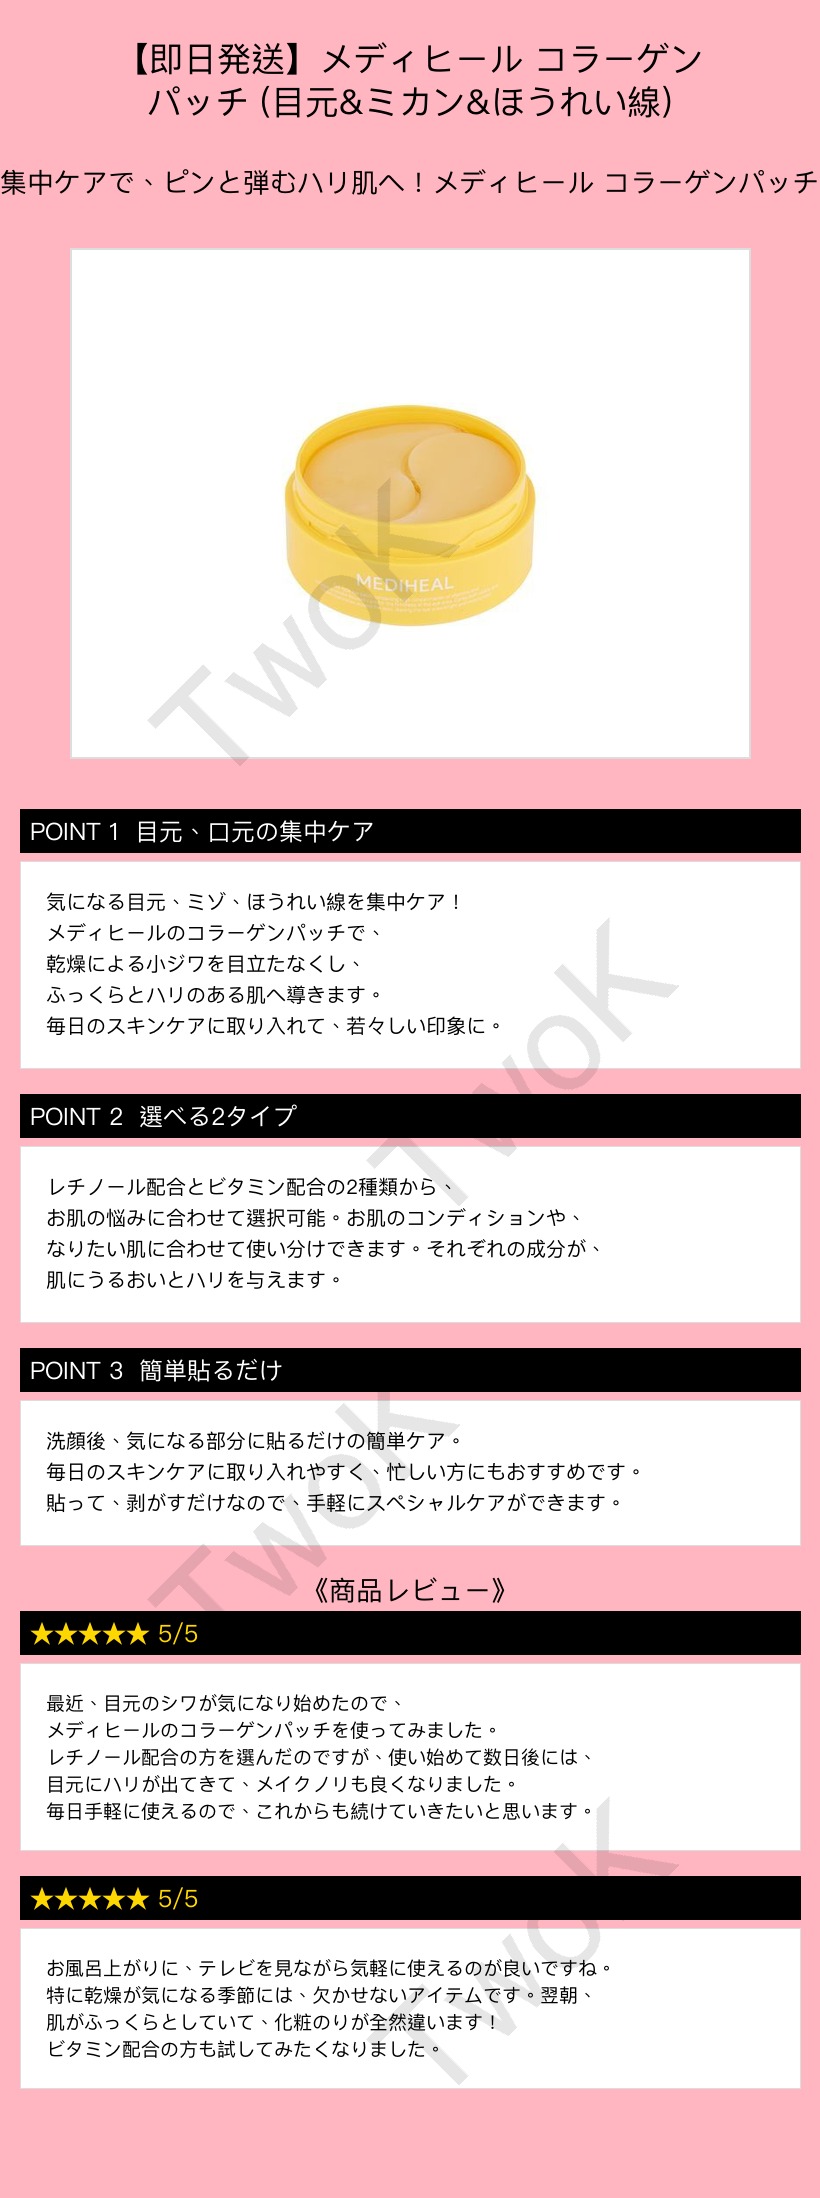 【即日発送】メディヒール コラーゲン
パッチ (目元&ミカン&ほうれい線)
集中ケアで、ピンと弾むハリ肌へ！メディヒール コラーゲンパッチ
MEDIHEAL
TwoK
POINT 1 目元、口元の集中ケア
気になる目元、ミゾ、ほうれい線を集中ケア！
メディヒールのコラーゲンパッチで、
乾燥による小ジワを目立たなくし、
ふっくらとハリのある肌へ導きます。
毎日のスキンケアに取り入れて、若々しい印象に。
TwoK
POINT 2 選べる2タイプ
レチノール配合とビタミン配合の2種類から、
お肌の悩みに合わせて選択可能。お肌のコンディションや、
なりたい肌に合わせて使い分けできます。それぞれの成分が、
肌にうるおいとハリを与えます。
POINT 3 簡単貼るだけ
洗顔後、気になる部分に貼るだけの簡単ケア。
毎日のスキンケアに取り入れやすく、忙しい方にもおすすめです。
貼って、剥がすだけなので、手軽にスペシャルケアができます。
TwoK
《商品レビュー》
★★★★★ 5/5
最近、目元のシワが気になり始めたので、
メディヒールのコラーゲンパッチを使ってみました。
レチノール配合の方を選んだのですが、使い始めて数日後には、
目元にハリが出てきて、メイクノリも良くなりました。
毎日手軽に使えるので、これからも続けていきたいと思います。
★★★★★ 5/5
お風呂上がりに、テレビを見ながら気軽に使えるのが良いですね。
特に乾燥が気になる季節には、欠かせないアイテムです。翌朝、
肌がふっくらとしていて、化粧のりが全然違います！
ビタミン配合の方も試してみたくなりました。
TwoK